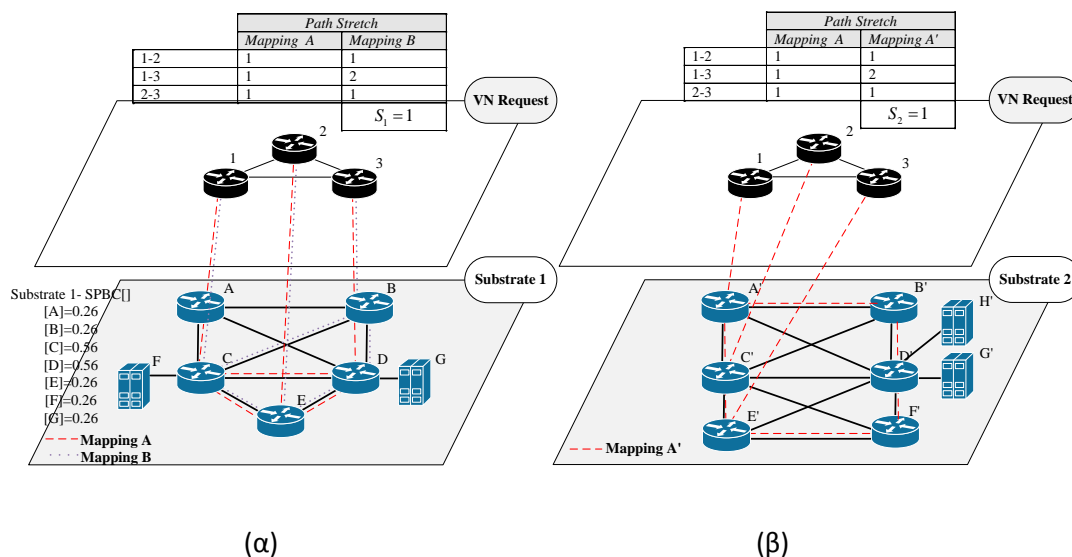 Path Stretch
Mapping A Mapping B
1-2 1 1
1-3 1 2
2-3 1 1
S₁ = 1
VN Request
2
1
3
Substrate 1
Substrate 1- SPBC[]
[A]=0.26
[B]=0.26
[C]=0.56
[D]=0.56
[E]=0.26
[F]=0.26
[G]=0.26
A
B
C
D
E
F
G
Mapping A
Mapping B
(α)
Path Stretch
Mapping A Mapping A'
1-2 1 1
1-3 1 2
2-3 1 1
S₂ = 1
VN Request
2
1
3
Substrate 2
A'
B'
H'
C'
D'
G'
E'
F'
Mapping A'
(β)